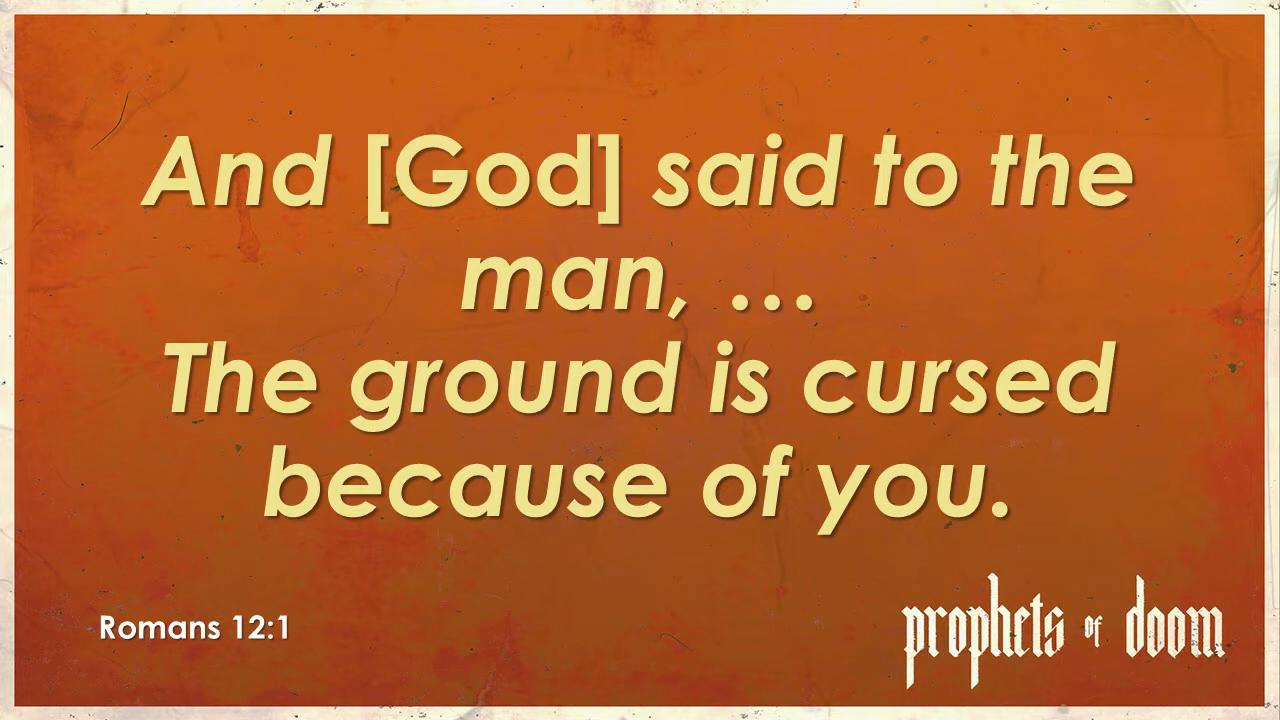 And [God] said to the
man, …
The ground is cursed
because of you.
Romans 12:1
prophets of doom